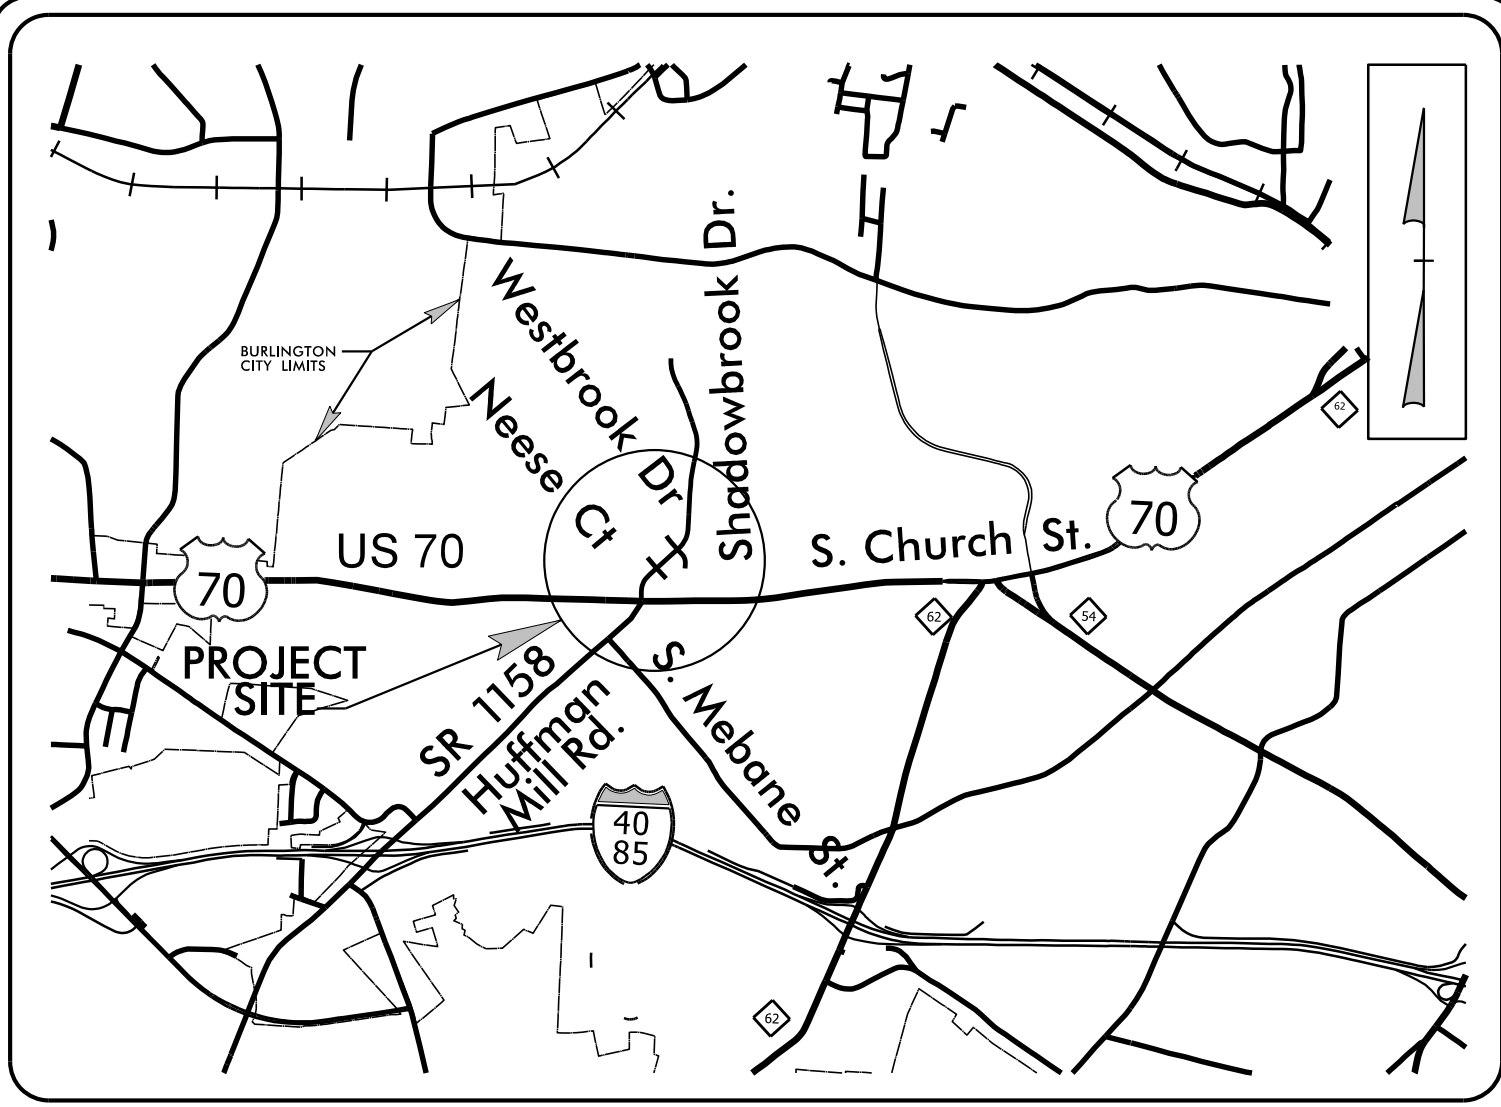 Westbrook Dr
Shadowbrook Dr.
BURLINGTON
CITY LIMITS
Neese Ct
62
70
US 70
S. Church St.
70
62
54
PROJECT
SITE
SR 1158
Huffman
Mill Rd.
S. Mebane St.
40
85
62